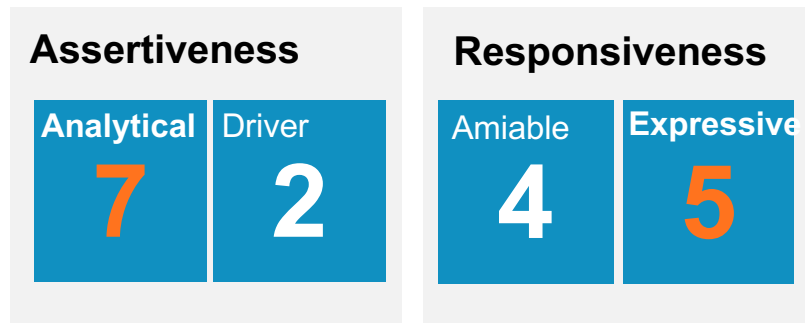 Assertiveness
Analytical Driver
7 2
Responsiveness
Amiable Expressive
4 5